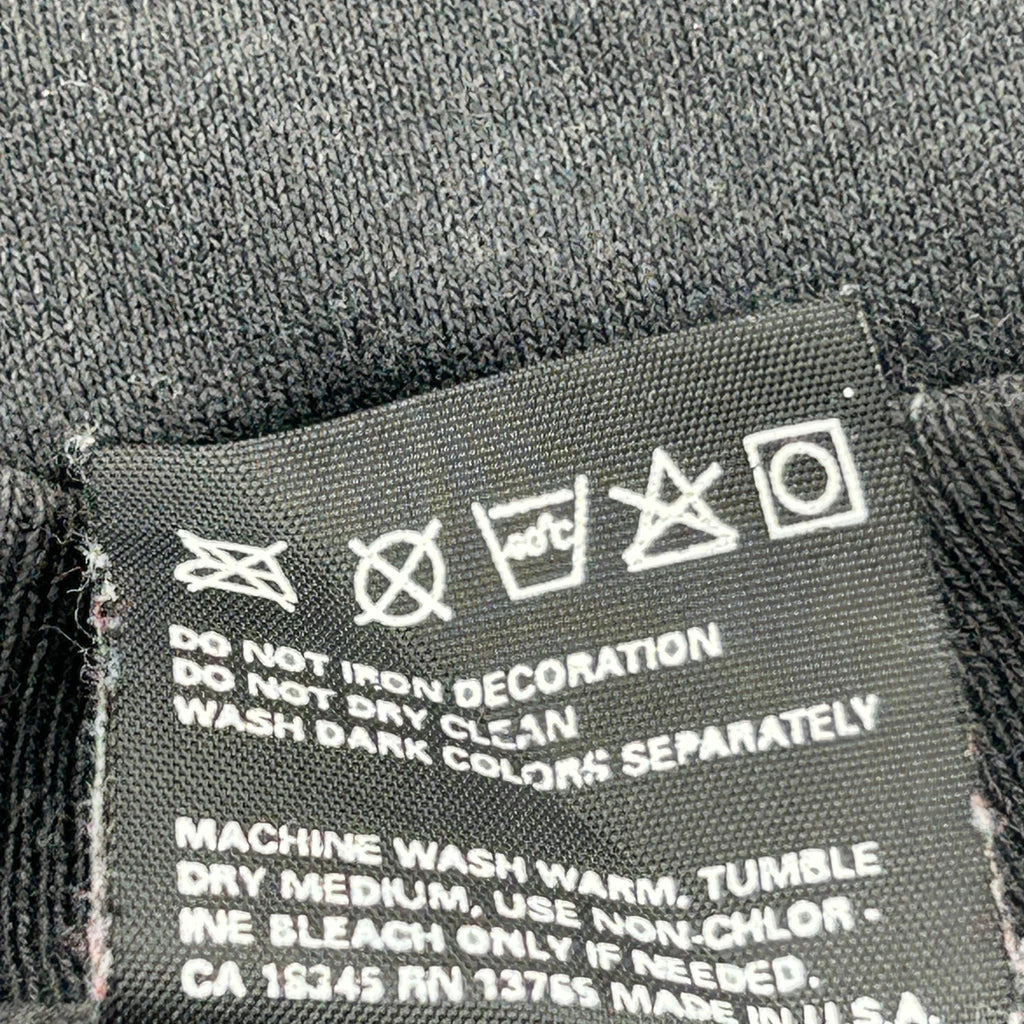 40°C
DO NOT IRON DECORATION
DO NOT DRY CLEAN
WASH DARK COLORS SEPARATELY
MACHINE WASH WARM, TUMBLE
DRY MEDIUM, USE NON-CHLOR -
INE BLEACH ONLY IF NEEDED.
CA 18345 RN 13765 MADE IN U.S.A.